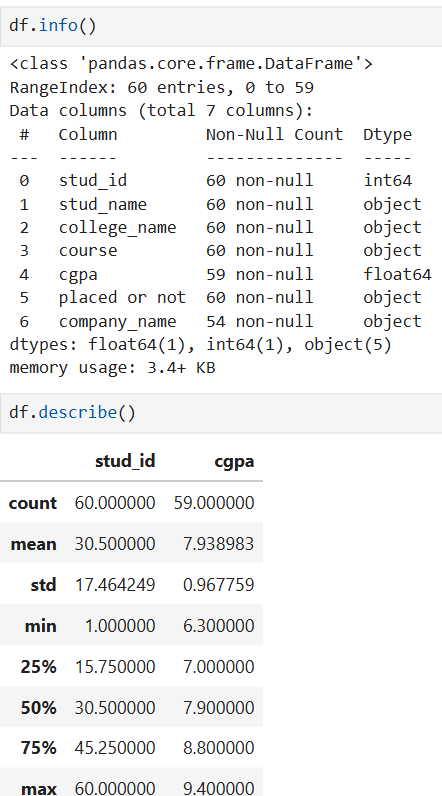 df.info()
<class 'pandas.core.frame.DataFrame'>
RangeIndex: 60 entries, 0 to 59
Data columns (total 7 columns):
 #   Column         Non-Null Count  Dtype
---  ------         --------------  -----
 0   stud_id        60 non-null     int64
 1   stud_name      60 non-null     object
 2   college_name   60 non-null     object
 3   course         60 non-null     object
 4   cgpa           59 non-null     float64
 5   placed or not  60 non-null     object
 6   company_name   54 non-null     object
dtypes: float64(1), int64(1), object(5)
memory usage: 3.4+ KB
df.describe()
stud_id cgpa
count 60.000000 59.000000
mean 30.500000 7.938983
std 17.464249 0.967759
min 1.000000 6.300000
25% 15.750000 7.000000
50% 30.500000 7.900000
75% 45.250000 8.800000
max 60.000000 9.400000